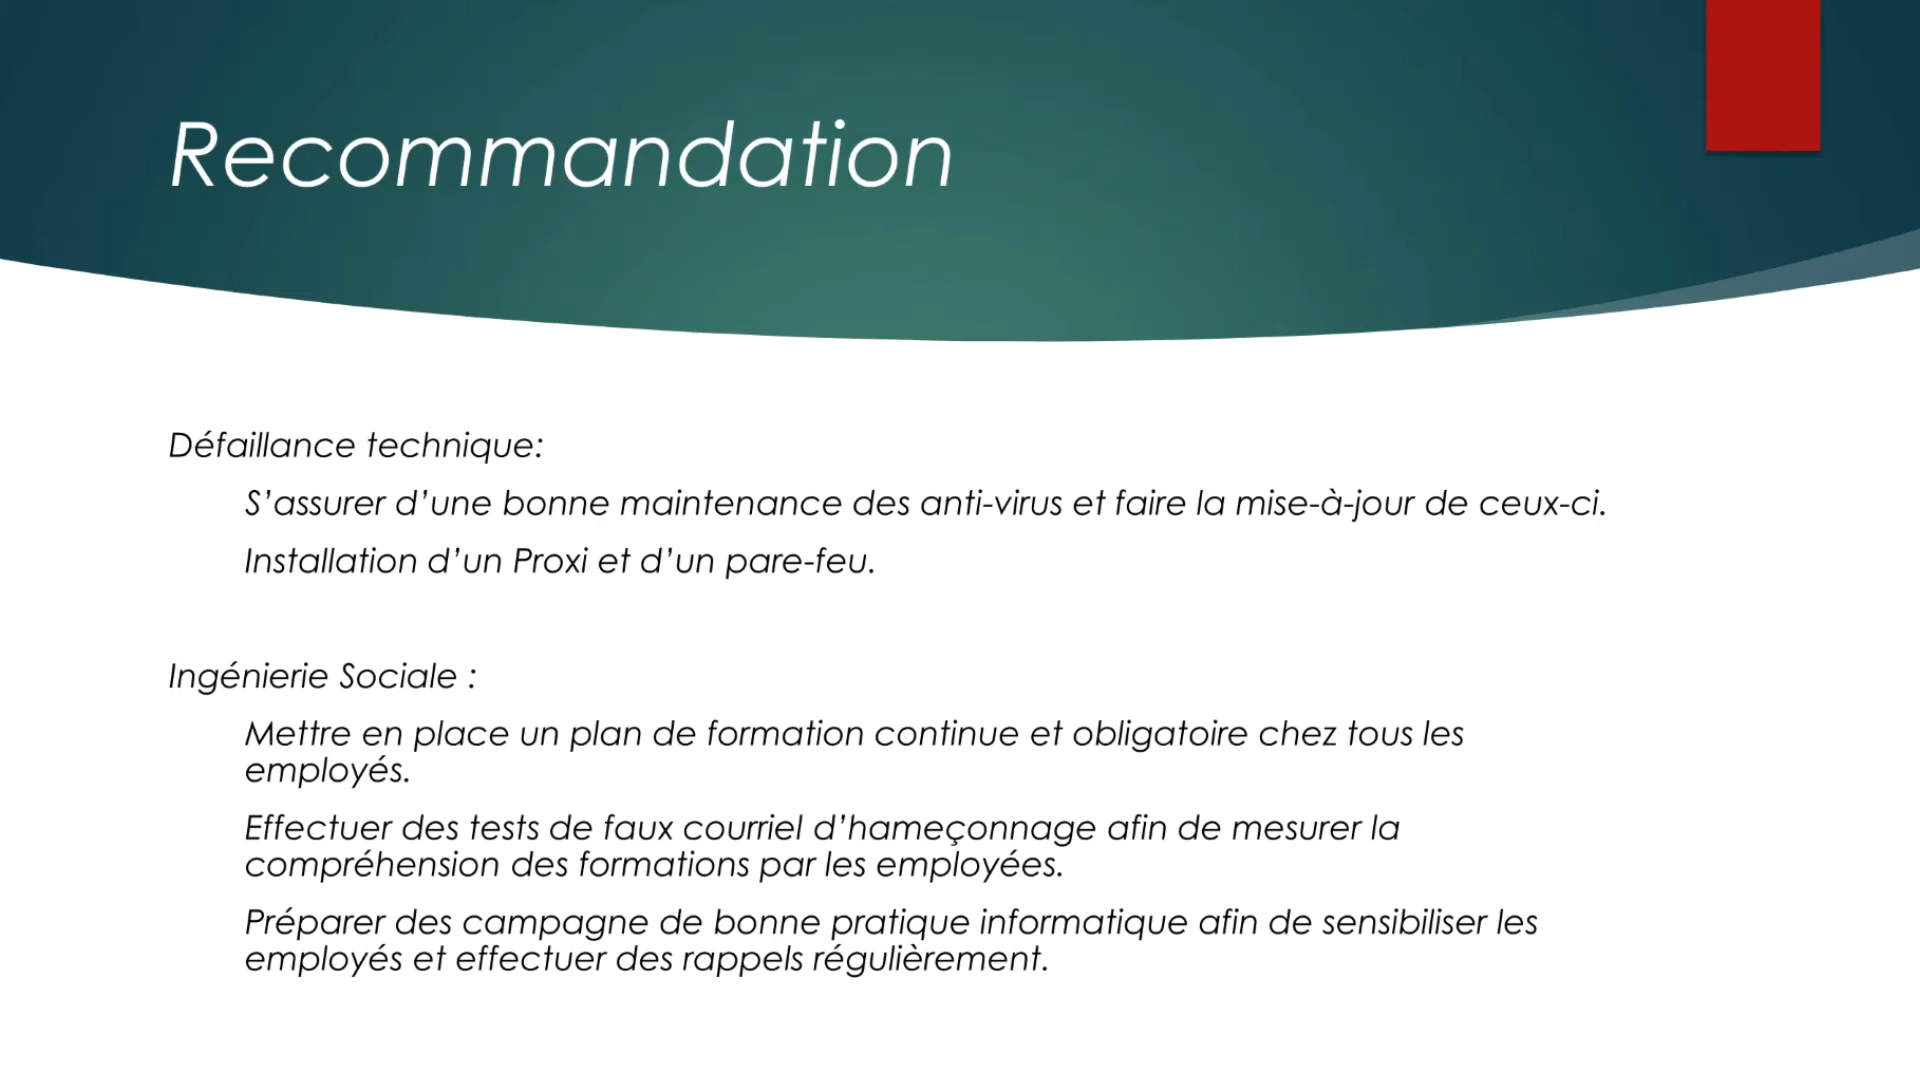 Recommandation
Défaillance technique:
S’assurer d’une bonne maintenance des anti-virus et faire la mise-à-jour de ceux-ci.
Installation d’un Proxi et d’un pare-feu.
Ingénierie Sociale :
Mettre en place un plan de formation continue et obligatoire chez tous les
employés.
Effectuer des tests de faux courriel d’hameçonnage afin de mesurer la
compréhension des formations par les employées.
Préparer des campagne de bonne pratique informatique afin de sensibiliser les
employés et effectuer des rappels régulièrement.